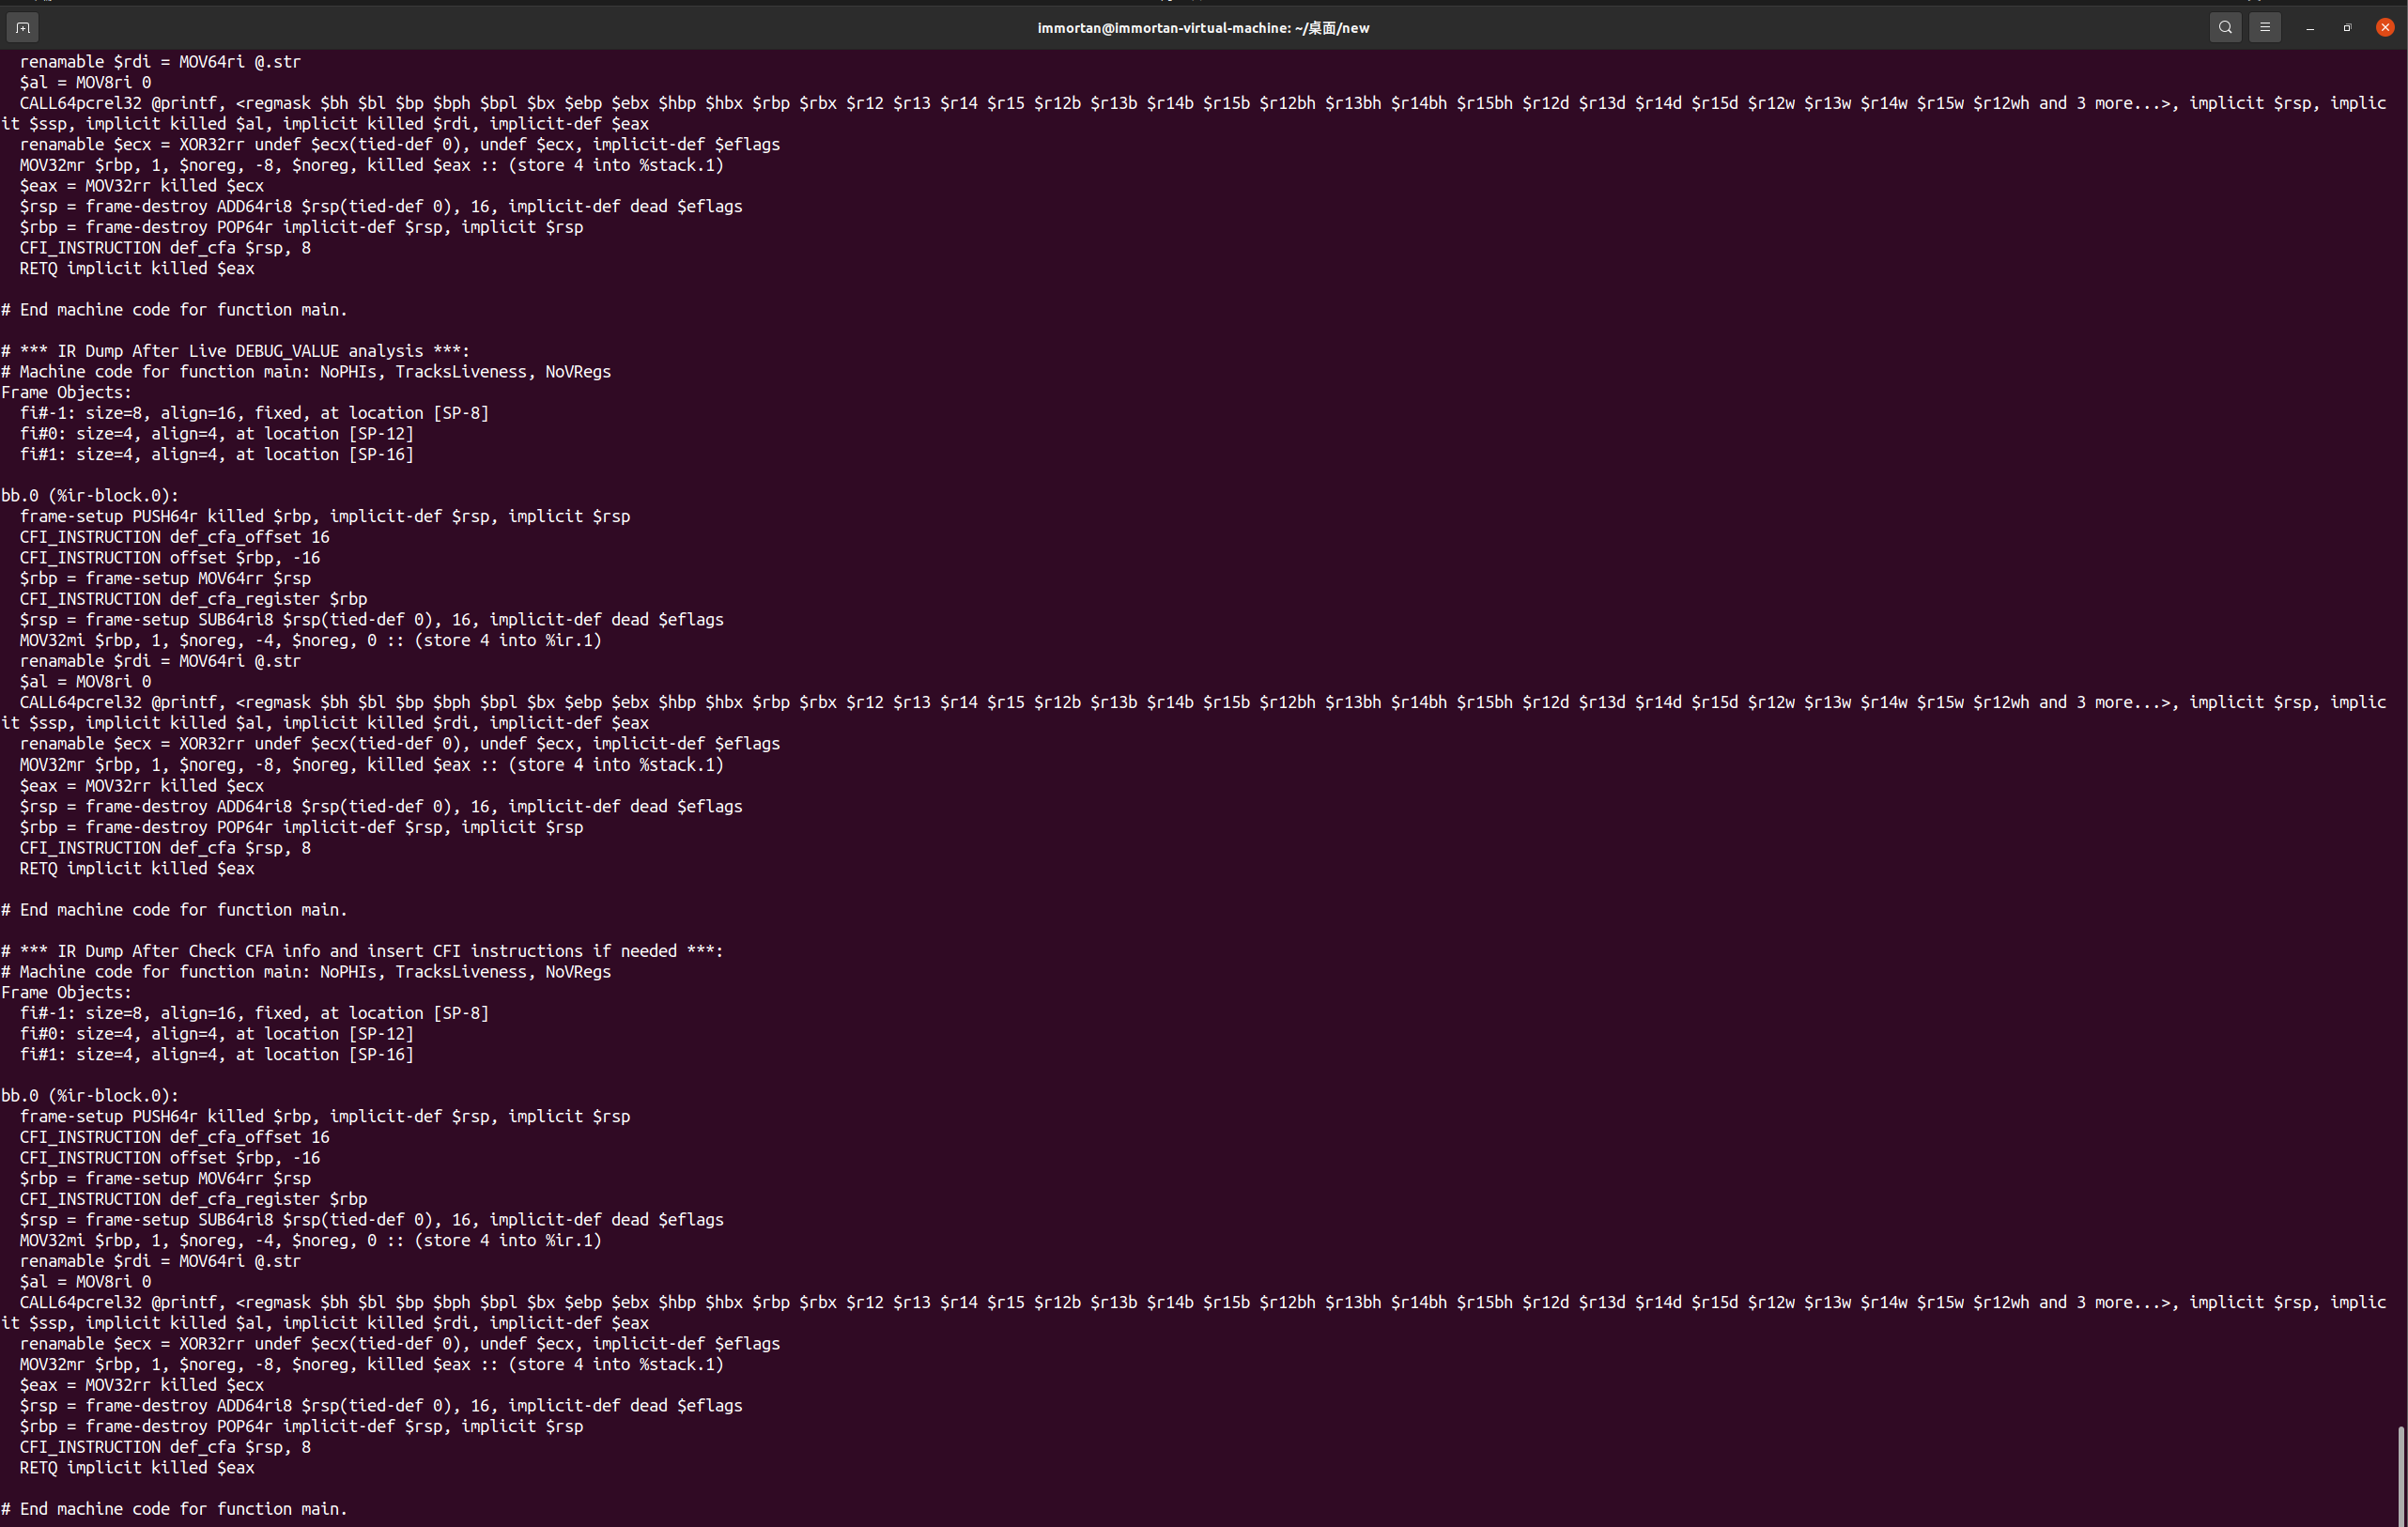 immortan@immortan-virtual-machine: ~/桌面/new
  renamable $rdi = MOV64ri @.str
  $al = MOV8ri 0
  CALL64pcrel32 @printf, <regmask $bh $bl $bp $bph $bpl $bx $ebp $ebx $hbp $hbx $rbp $rbx $r12 $r13 $r14 $r15 $r12b $r13b $r14b $r15b $r12bh $r13bh $r14bh $r15bh $r12d $r13d $r14d $r15d $r12w $r13w $r14w $r15w $r12wh and 3 more...>, implicit $rsp, implic
it $ssp, implicit killed $al, implicit killed $rdi, implicit-def $eax
  renamable $ecx = XOR32rr undef $ecx(tied-def 0), undef $ecx, implicit-def $eflags
  MOV32mr $rbp, 1, $noreg, -8, $noreg, killed $eax :: (store 4 into %stack.1)
  $eax = MOV32rr killed $ecx
  $rsp = frame-destroy ADD64ri8 $rsp(tied-def 0), 16, implicit-def dead $eflags
  $rbp = frame-destroy POP64r implicit-def $rsp, implicit $rsp
  CFI_INSTRUCTION def_cfa $rsp, 8
  RETQ implicit killed $eax
# End machine code for function main.
# *** IR Dump After Live DEBUG_VALUE analysis ***:
# Machine code for function main: NoPHIs, TracksLiveness, NoVRegs
Frame Objects:
  fi#-1: size=8, align=16, fixed, at location [SP-8]
  fi#0: size=4, align=4, at location [SP-12]
  fi#1: size=4, align=4, at location [SP-16]
bb.0 (%ir-block.0):
  frame-setup PUSH64r killed $rbp, implicit-def $rsp, implicit $rsp
  CFI_INSTRUCTION def_cfa_offset 16
  CFI_INSTRUCTION offset $rbp, -16
  $rbp = frame-setup MOV64rr $rsp
  CFI_INSTRUCTION def_cfa_register $rbp
  $rsp = frame-setup SUB64ri8 $rsp(tied-def 0), 16, implicit-def dead $eflags
  MOV32mi $rbp, 1, $noreg, -4, $noreg, 0 :: (store 4 into %ir.1)
  renamable $rdi = MOV64ri @.str
  $al = MOV8ri 0
  CALL64pcrel32 @printf, <regmask $bh $bl $bp $bph $bpl $bx $ebp $ebx $hbp $hbx $rbp $rbx $r12 $r13 $r14 $r15 $r12b $r13b $r14b $r15b $r12bh $r13bh $r14bh $r15bh $r12d $r13d $r14d $r15d $r12w $r13w $r14w $r15w $r12wh and 3 more...>, implicit $rsp, implic
it $ssp, implicit killed $al, implicit killed $rdi, implicit-def $eax
  renamable $ecx = XOR32rr undef $ecx(tied-def 0), undef $ecx, implicit-def $eflags
  MOV32mr $rbp, 1, $noreg, -8, $noreg, killed $eax :: (store 4 into %stack.1)
  $eax = MOV32rr killed $ecx
  $rsp = frame-destroy ADD64ri8 $rsp(tied-def 0), 16, implicit-def dead $eflags
  $rbp = frame-destroy POP64r implicit-def $rsp, implicit $rsp
  CFI_INSTRUCTION def_cfa $rsp, 8
  RETQ implicit killed $eax
# End machine code for function main.
# *** IR Dump After Check CFA info and insert CFI instructions if needed ***:
# Machine code for function main: NoPHIs, TracksLiveness, NoVRegs
Frame Objects:
  fi#-1: size=8, align=16, fixed, at location [SP-8]
  fi#0: size=4, align=4, at location [SP-12]
  fi#1: size=4, align=4, at location [SP-16]
bb.0 (%ir-block.0):
  frame-setup PUSH64r killed $rbp, implicit-def $rsp, implicit $rsp
  CFI_INSTRUCTION def_cfa_offset 16
  CFI_INSTRUCTION offset $rbp, -16
  $rbp = frame-setup MOV64rr $rsp
  CFI_INSTRUCTION def_cfa_register $rbp
  $rsp = frame-setup SUB64ri8 $rsp(tied-def 0), 16, implicit-def dead $eflags
  MOV32mi $rbp, 1, $noreg, -4, $noreg, 0 :: (store 4 into %ir.1)
  renamable $rdi = MOV64ri @.str
  $al = MOV8ri 0
  CALL64pcrel32 @printf, <regmask $bh $bl $bp $bph $bpl $bx $ebp $ebx $hbp $hbx $rbp $rbx $r12 $r13 $r14 $r15 $r12b $r13b $r14b $r15b $r12bh $r13bh $r14bh $r15bh $r12d $r13d $r14d $r15d $r12w $r13w $r14w $r15w $r12wh and 3 more...>, implicit $rsp, implic
it $ssp, implicit killed $al, implicit killed $rdi, implicit-def $eax
  renamable $ecx = XOR32rr undef $ecx(tied-def 0), undef $ecx, implicit-def $eflags
  MOV32mr $rbp, 1, $noreg, -8, $noreg, killed $eax :: (store 4 into %stack.1)
  $eax = MOV32rr killed $ecx
  $rsp = frame-destroy ADD64ri8 $rsp(tied-def 0), 16, implicit-def dead $eflags
  $rbp = frame-destroy POP64r implicit-def $rsp, implicit $rsp
  CFI_INSTRUCTION def_cfa $rsp, 8
  RETQ implicit killed $eax
# End machine code for function main.